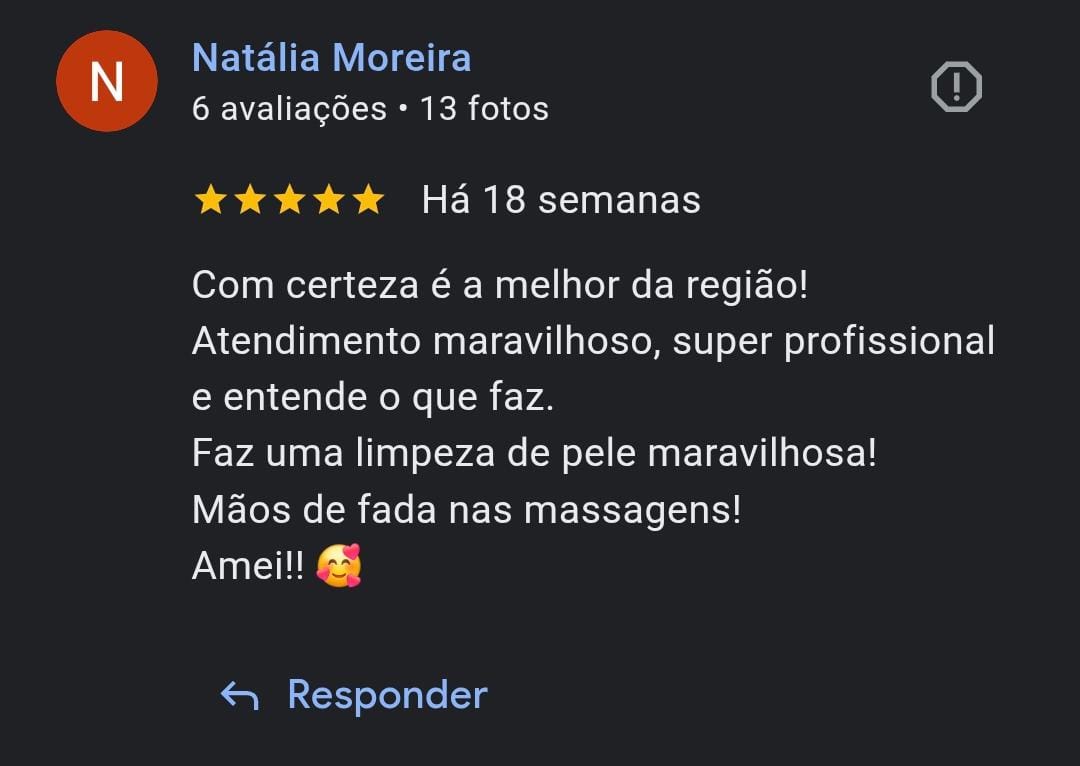 N
Natália Moreira
6 avaliações • 13 fotos
★★★★★ Há 18 semanas
Com certeza é a melhor da região!
Atendimento maravilhoso, super profissional
e entende o que faz.
Faz uma limpeza de pele maravilhosa!
Mãos de fada nas massagens!
Amei!! 🥰
Responder